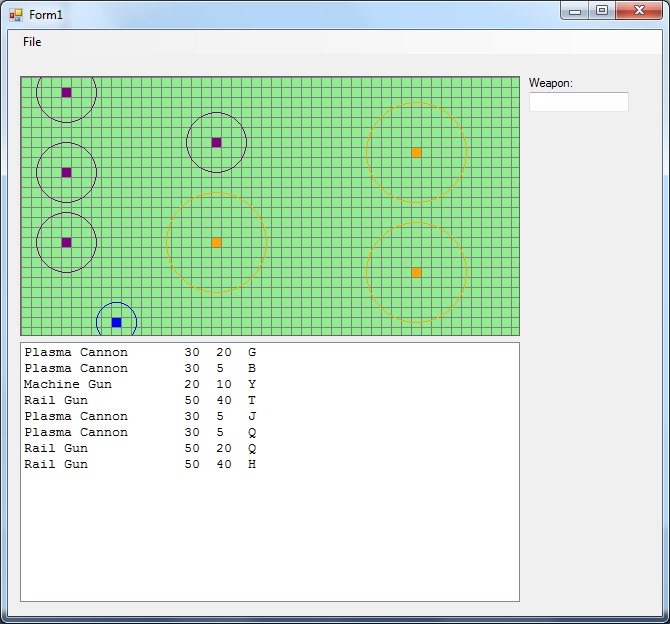 Form1
File
Weapon:
Plasma Cannon 30 20 G
Plasma Cannon 30 5 B
Machine Gun 20 10 Y
Rail Gun 50 40 T
Plasma Cannon 30 5 J
Plasma Cannon 30 5 Q
Rail Gun 50 20 Q
Rail Gun 50 40 H